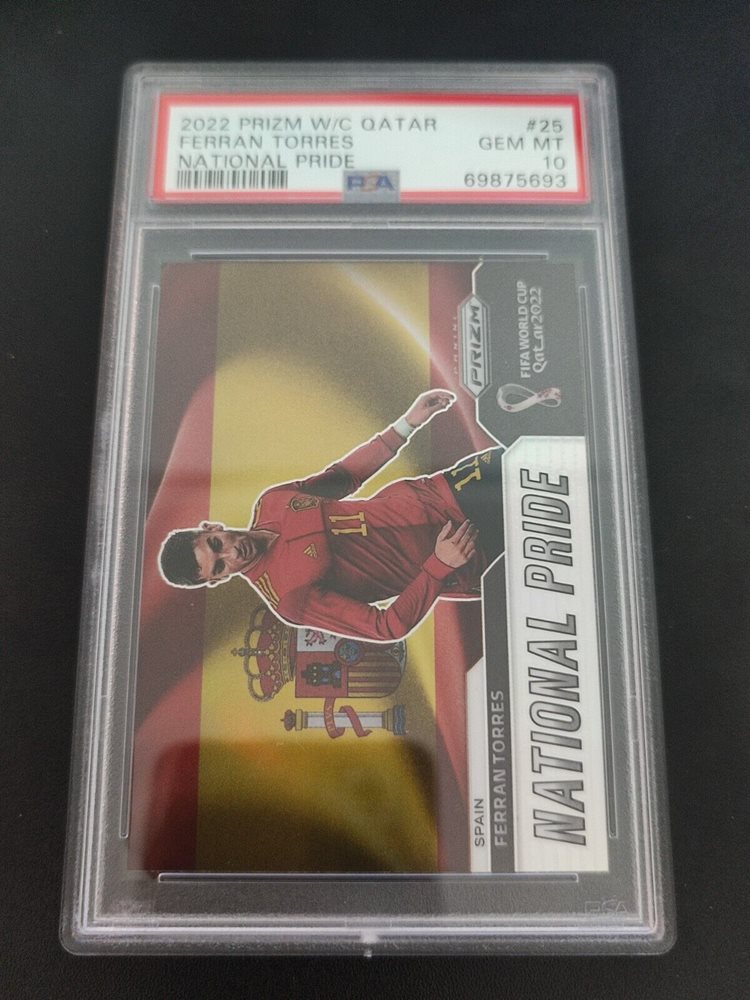 2022 PRIZM W/C QATAR #25
FERRAN TORRES GEM MT
NATIONAL PRIDE 10
PSA 69875693
PANINI
PRIZM
FIFA WORLD CUP
Qatar2022
11
11
SPAIN
FERRAN TORRES
NATIONAL PRIDE
PSA